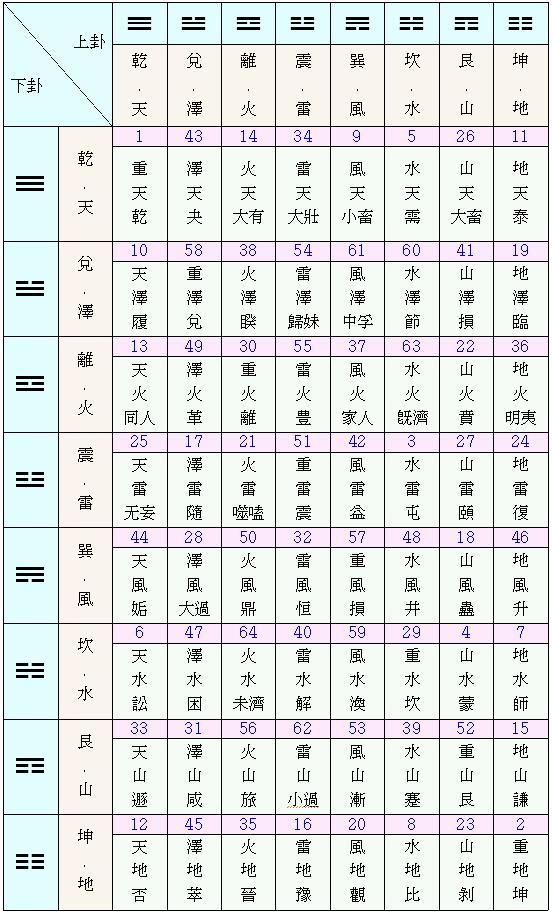 上卦
下卦
乾．天 兌．澤 離．火 震．雷 巽．風 坎．水 艮．山 坤．地
乾．天
1 43 14 34 9 5 26 11
重天乾 澤天夬 火天大有 雷天大壯 風天小畜 水天需 山天大畜 地天泰
兌 澤
10 58 38 54 61 60 41 19
天澤履 重澤兌 火澤睽 雷澤歸妹 風澤中孚 水澤節 山澤損 地澤臨
離．火
13 49 30 55 37 63 22 36
天火同人 澤火革 重火離 雷火豊 風火家人 水火旣濟 山火賁 地火明夷
震．雷
25 17 21 51 42 3 27 24
天雷无妄 澤雷隨 火雷噬嗑 重雷震 風雷益 水雷屯 山雷頤 地雷復
巽．風
44 28 50 32 57 48 18 46
天風姤 澤風大過 火風鼎 雷風恒 重風損 水風井 山風蠱 地風升
坎．水
6 47 64 40 59 29 4 7
天水訟 澤水困 火水未濟 雷水解 風水渙 重水坎 山水蒙 地水師
艮．山
33 31 56 62 53 39 52 15
天山遯 澤山咸 火山旅 雷山小過 風山漸 水山蹇 重山艮 地山謙
坤．地
12 45 35 16 20 8 23 2
天地否 澤地萃 火地晉 雷地豫 風地觀 水地比 山地剝 重地坤